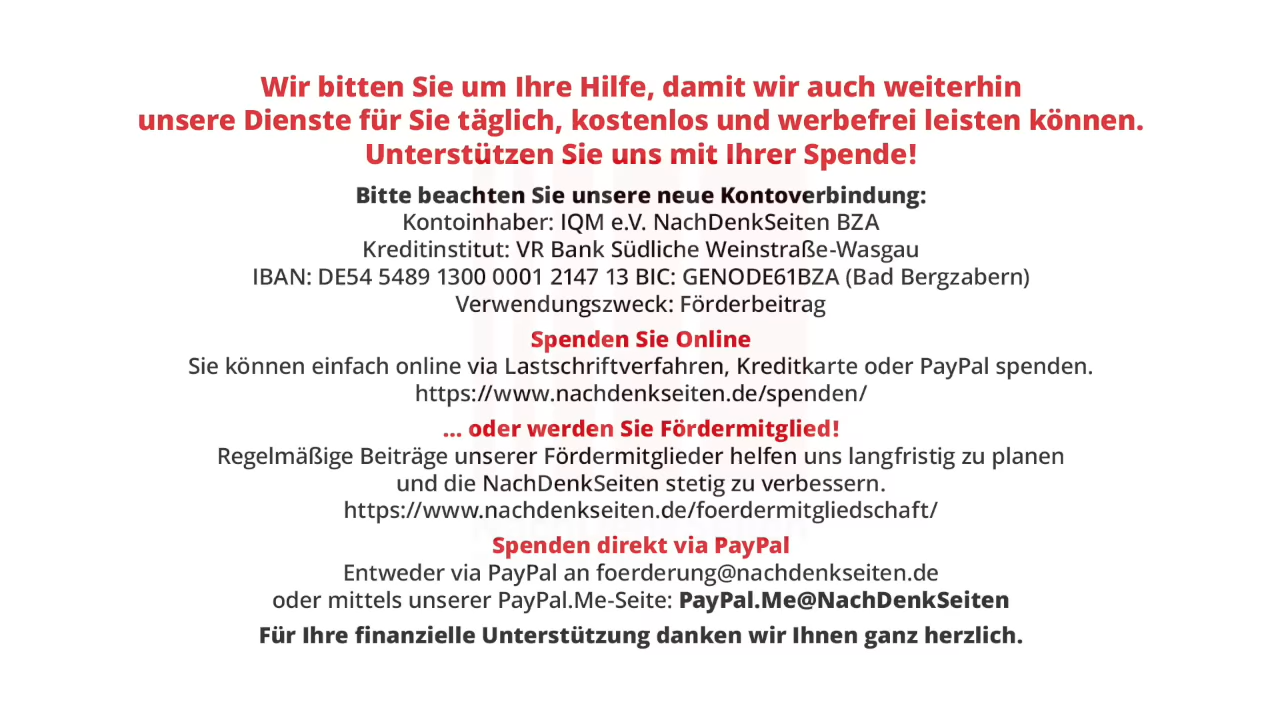 Wir bitten Sie um Ihre Hilfe, damit wir auch weiterhin
unsere Dienste für Sie täglich, kostenlos und werbefrei leisten können.
Unterstützen Sie uns mit Ihrer Spende!
Bitte beachten Sie unsere neue Kontoverbindung:
Kontoinhaber: IQM e.V. NachDenkSeiten BZA
Kreditinstitut: VR Bank Südliche Weinstraße-Wasgau
IBAN: DE54 5489 1300 0001 2147 13 BIC: GENODE61BZA (Bad Bergzabern)
Verwendungszweck: Förderbeitrag
Spenden Sie Online
Sie können einfach online via Lastschriftverfahren, Kreditkarte oder PayPal spenden.
https://www.nachdenkseiten.de/spenden/
... oder werden Sie Fördermitglied!
Regelmäßige Beiträge unserer Fördermitglieder helfen uns langfristig zu planen
und die NachDenkSeiten stetig zu verbessern.
https://www.nachdenkseiten.de/foerdermitgliedschaft/
Spenden direkt via PayPal
Entweder via PayPal an foerderung@nachdenkseiten.de
oder mittels unserer PayPal.Me-Seite: PayPal.Me@NachDenkSeiten
Für Ihre finanzielle Unterstützung danken wir Ihnen ganz herzlich.